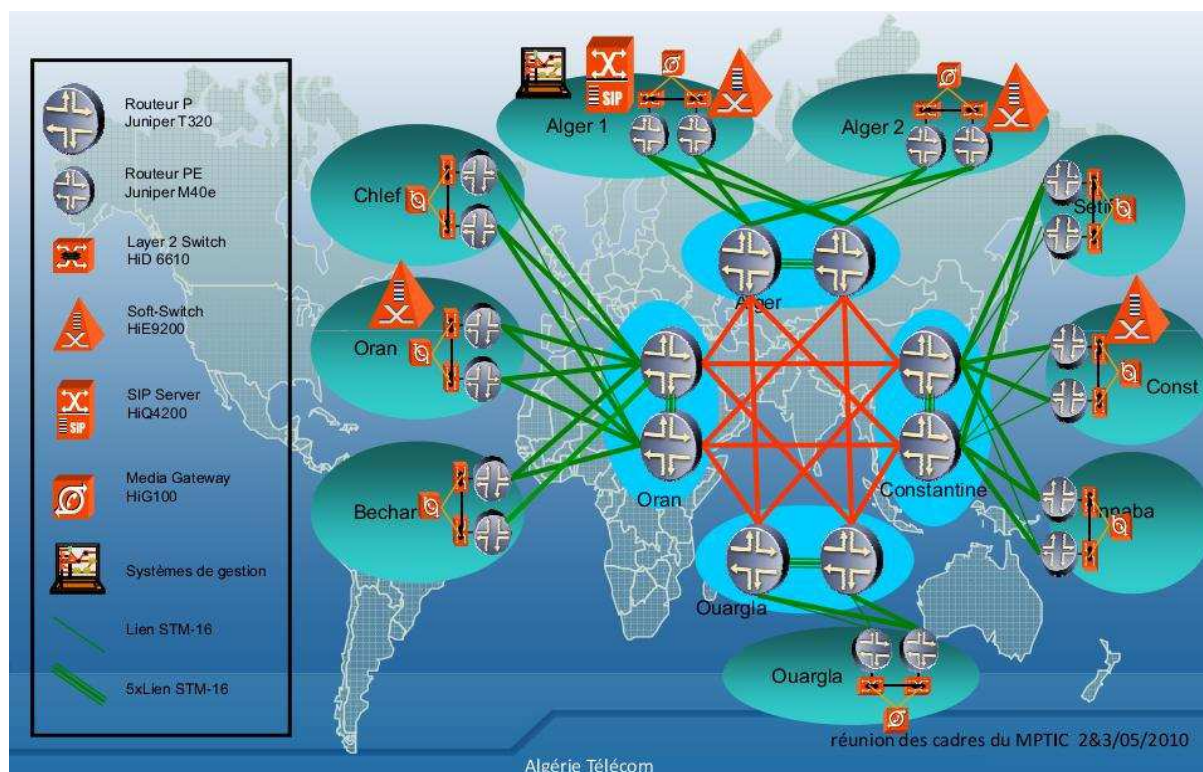 Routeur P
Juniper T320
Routeur PE
Juniper M40e
Layer 2 Switch
HiD 6610
Soft-Switch
HiE9200
SIP Server
HiQ4200
SIP
Media Gateway
HiG100
Systèmes de gestion
Lien STM-16
5xLien STM-16
SIP
Alger 1
Alger 2
Chlef
Alger
Oran
Const
Oran
Constantine
Bechar
Ouargla
Ouargla
réunion des cadres du MPTIC 2&3/05/2010
Algérie Télécom